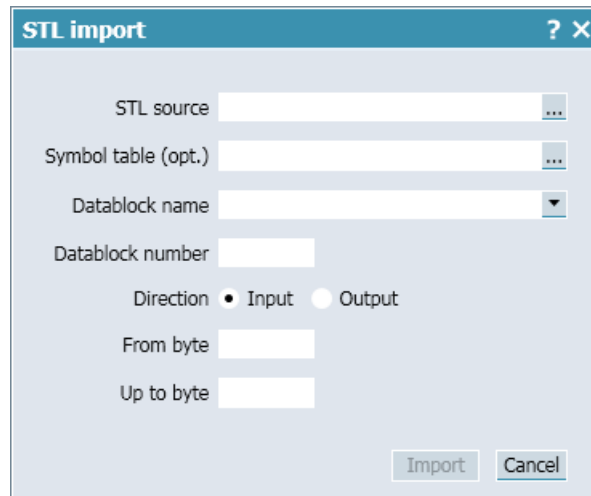 STL import ? ×
STL source ...
Symbol table (opt.) ...
Datablock name
Datablock number
Direction Input Output
From byte
Up to byte
Import Cancel